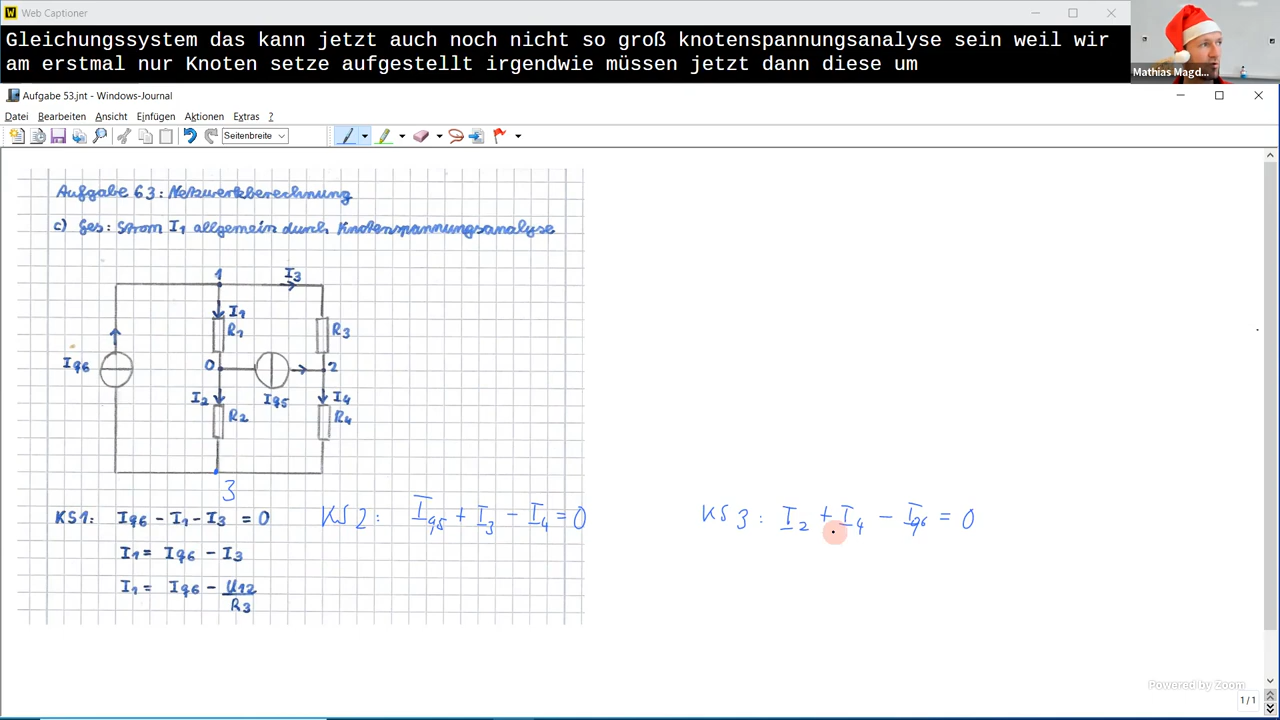 Web Captioner
Gleichungssystem das kann jetzt auch noch nicht so groß knotenspannungsanalyse sein weil wir
am erstmal nur Knoten setze aufgestellt irgendwie müssen jetzt dann diese um
Mathias Magd...
Aufgabe 53.jnt - Windows-Journal
Datei Bearbeiten Ansicht Einfügen Aktionen Extras ?
Seitenbreite
Aufgabe 63: Netzwerkberechnung
c) Ges: Strom I1 allgemein durch Knotenspannungsanalyse
1 I3
I1
R1 R3
Iq6 0 2
I2 Iq5 I4
R2 R4
3
KS1: Iq6 - I1 - I3 = 0 KS2: Iq5 + I3 - I4 = 0 KS3: I2 + I4 - Iq6 = 0
I1 = Iq6 - I3
I1 = Iq6 - U12/R3
Powered by Zoom
1/1